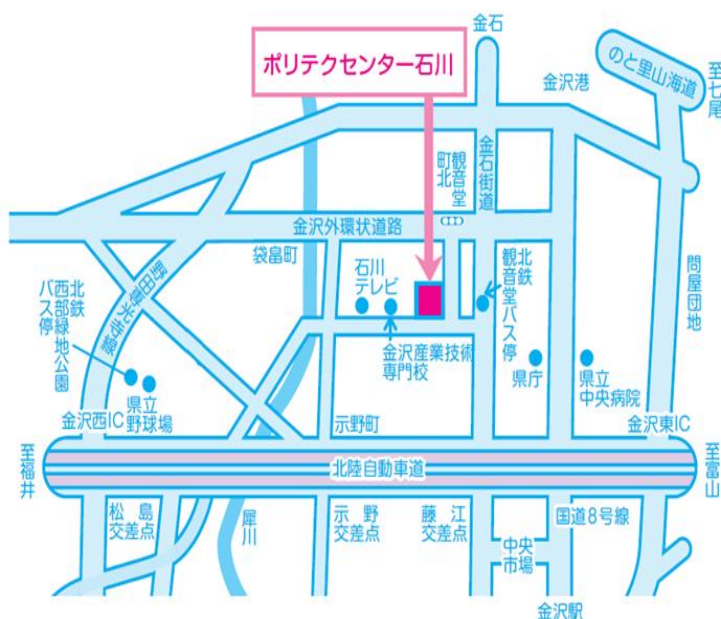 金石
ポリテクセンター石川
金沢港
のと里山海道
至七尾
観音堂
町北
金石街道
金沢外環状道路
袋畠町
石川
テレビ
北鉄
観音堂バス停
問屋団地
野田専光寺線
北鉄
西部緑地公園
バス停
金沢産業技術
専門校
県庁
県立
中央病院
県立
野球場
金沢西IC
示野町
金沢東IC
至福井
北陸自動車道
至富山
松島
交差点
犀川
示野
交差点
藤江
交差点
国道8号線
中央
市場
金沢駅